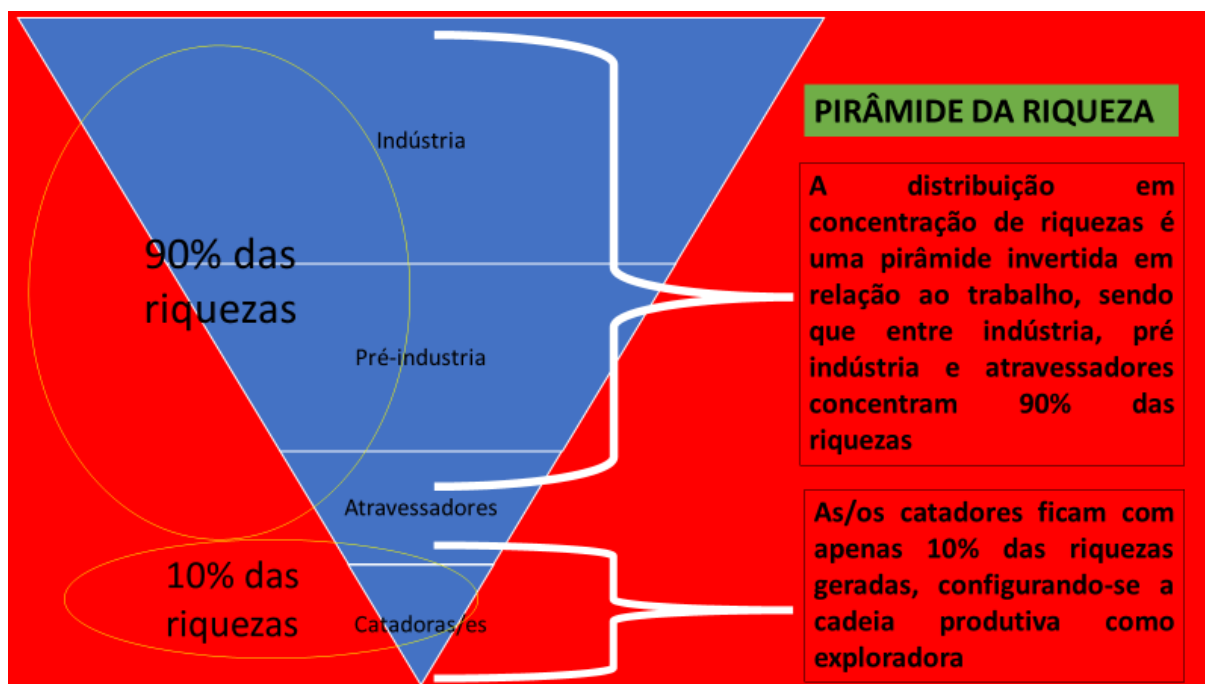 Indústria
90% das
riquezas
Pré-industria
Atravessadores
10% das
riquezas
Catadoras/es
PIRÂMIDE DA RIQUEZA
A distribuição em
concentração de riquezas é
uma pirâmide invertida em
relação ao trabalho, sendo
que entre indústria, pré
indústria e atravessadores
concentram 90% das
riquezas
As/os catadores ficam com
apenas 10% das riquezas
geradas, configurando-se a
cadeia produtiva como
exploradora